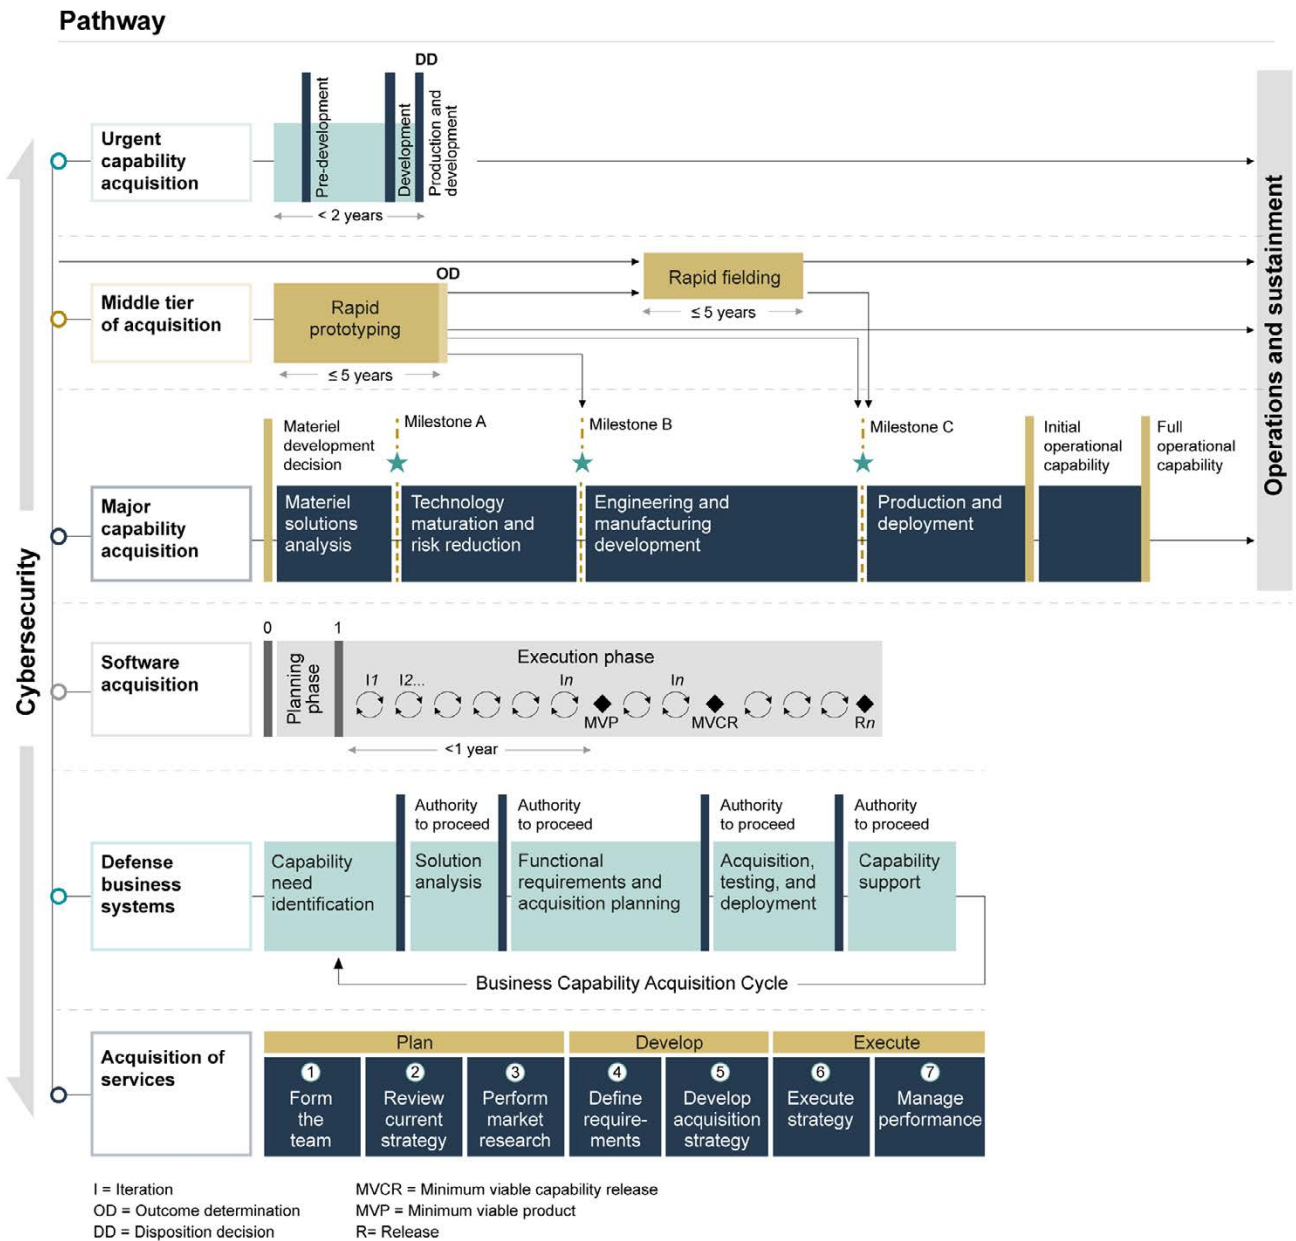 Pathway
DD
Pre-development
Development
Production and
development
Urgent
capability
acquisition
< 2 years
OD
Middle tier
of acquisition
Rapid
prototyping
≤ 5 years
Rapid fielding
≤ 5 years
Materiel
development
decision
Milestone A
Milestone B
Milestone C
Initial
operational
capability
Full
operational
capability
Major
capability
acquisition
Materiel
solutions
analysis
Technology
maturation and
risk reduction
Engineering and
manufacturing
development
Production and
deployment
Operations and sustainment
Cybersecurity
Software
acquisition
0
1
Planning
phase
Execution phase
I1
I2...
In
In
MVP
MVCR
Rn
<1 year
Defense
business
systems
Authority
to proceed
Authority
to proceed
Authority
to proceed
Authority
to proceed
Capability
need
identification
Solution
analysis
Functional
requirements and
acquisition planning
Acquisition,
testing, and
deployment
Capability
support
Business Capability Acquisition Cycle
Acquisition of
services
Plan
Develop
Execute
1
Form
the
team
2
Review
current
strategy
3
Perform
market
research
4
Define
require-
ments
5
Develop
acquisition
strategy
6
Execute
strategy
7
Manage
performance
I = Iteration
OD = Outcome determination
DD = Disposition decision
MVCR = Minimum viable capability release
MVP = Minimum viable product
R= Release